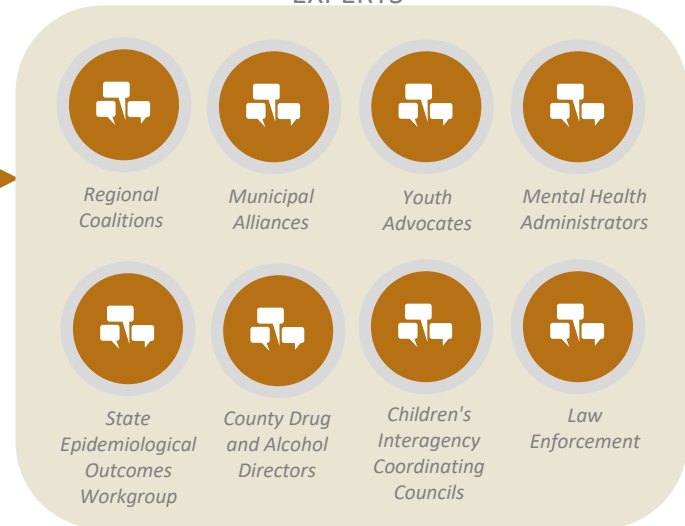 EXPERTS
Regional
Coalitions
Municipal
Alliances
Youth
Advocates
Mental Health
Administrators
State
Epidemiological
Outcomes
Workgroup
County Drug
and Alcohol
Directors
Children's
Interagency
Coordinating
Councils
Law
Enforcement